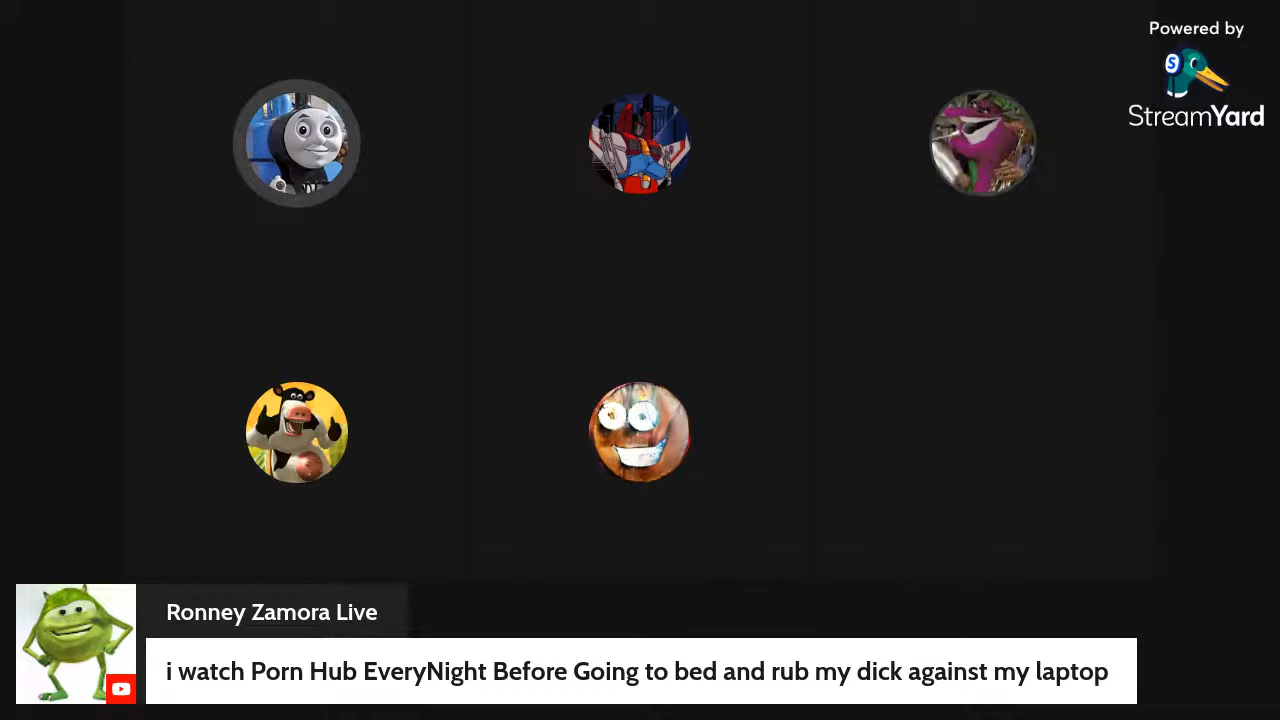 Powered by
StreamYard
Ronney Zamora Live
i watch Porn Hub EveryNight Before Going to bed and rub my dick against my laptop